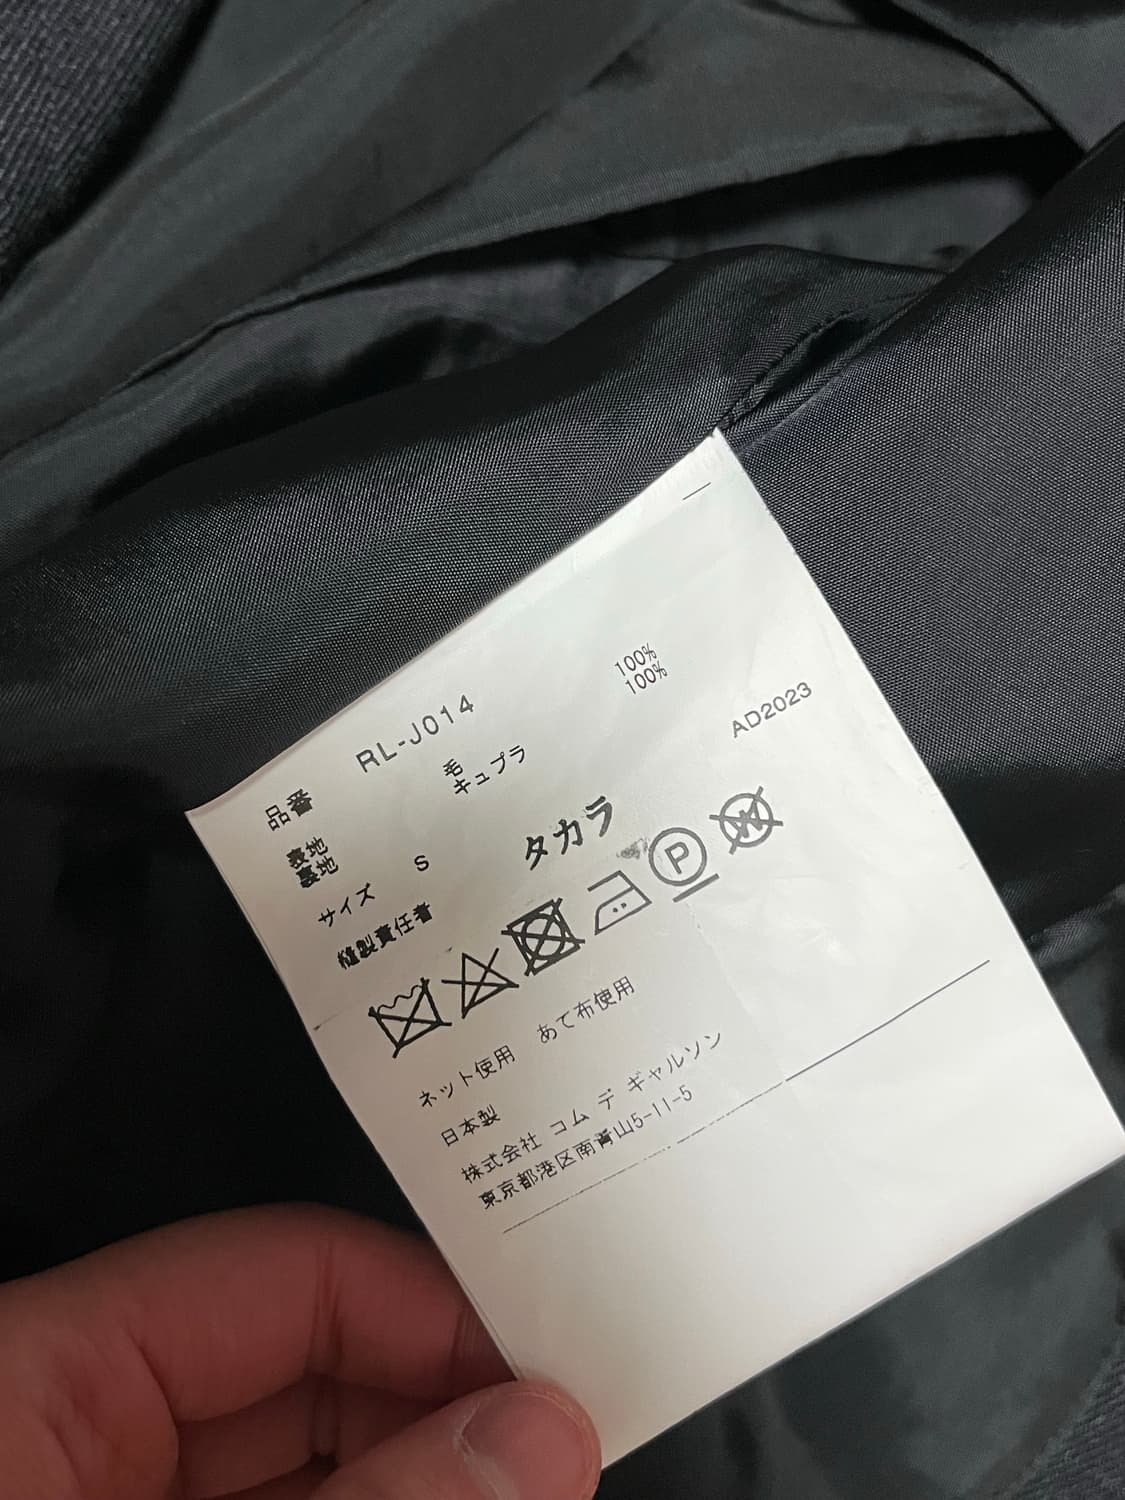 品番 RL-J014
表地 毛 100%
裏地 キュプラ 100%
サイズ S AD2023
縫製責任者 タカラ
P W
ネット使用 あて布使用
日本製
株式会社 コム デ ギャルソン
東京都港区南青山5-11-5